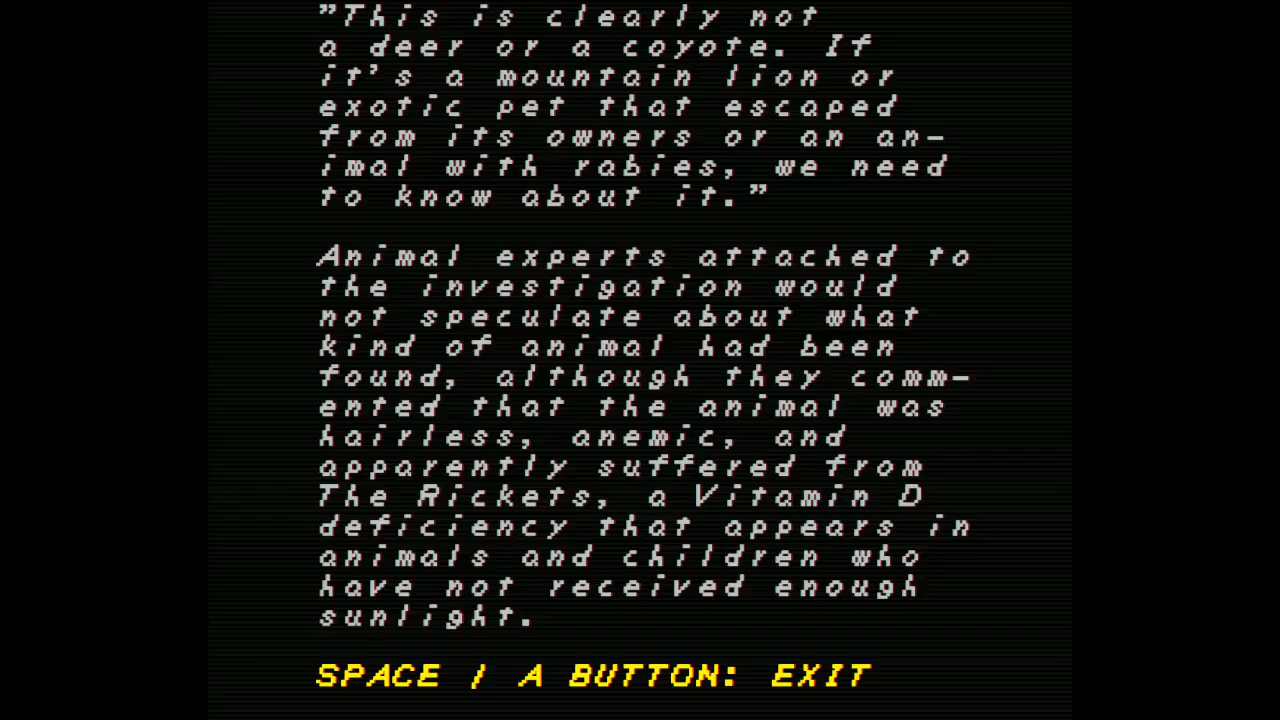 "This is clearly not
a deer or a coyote. If
it's a mountain lion or
exotic pet that escaped
from its owners or an an-
imal with rabies, we need
to know about it."
Animal experts attached to
the investigation would
not speculate about what
kind of animal had been
found, although they comm-
ented that the animal was
hairless, anemic, and
apparently suffered from
The Rickets, a Vitamin D
deficiency that appears in
animals and children who
have not received enough
sunlight.
SPACE / A BUTTON: EXIT